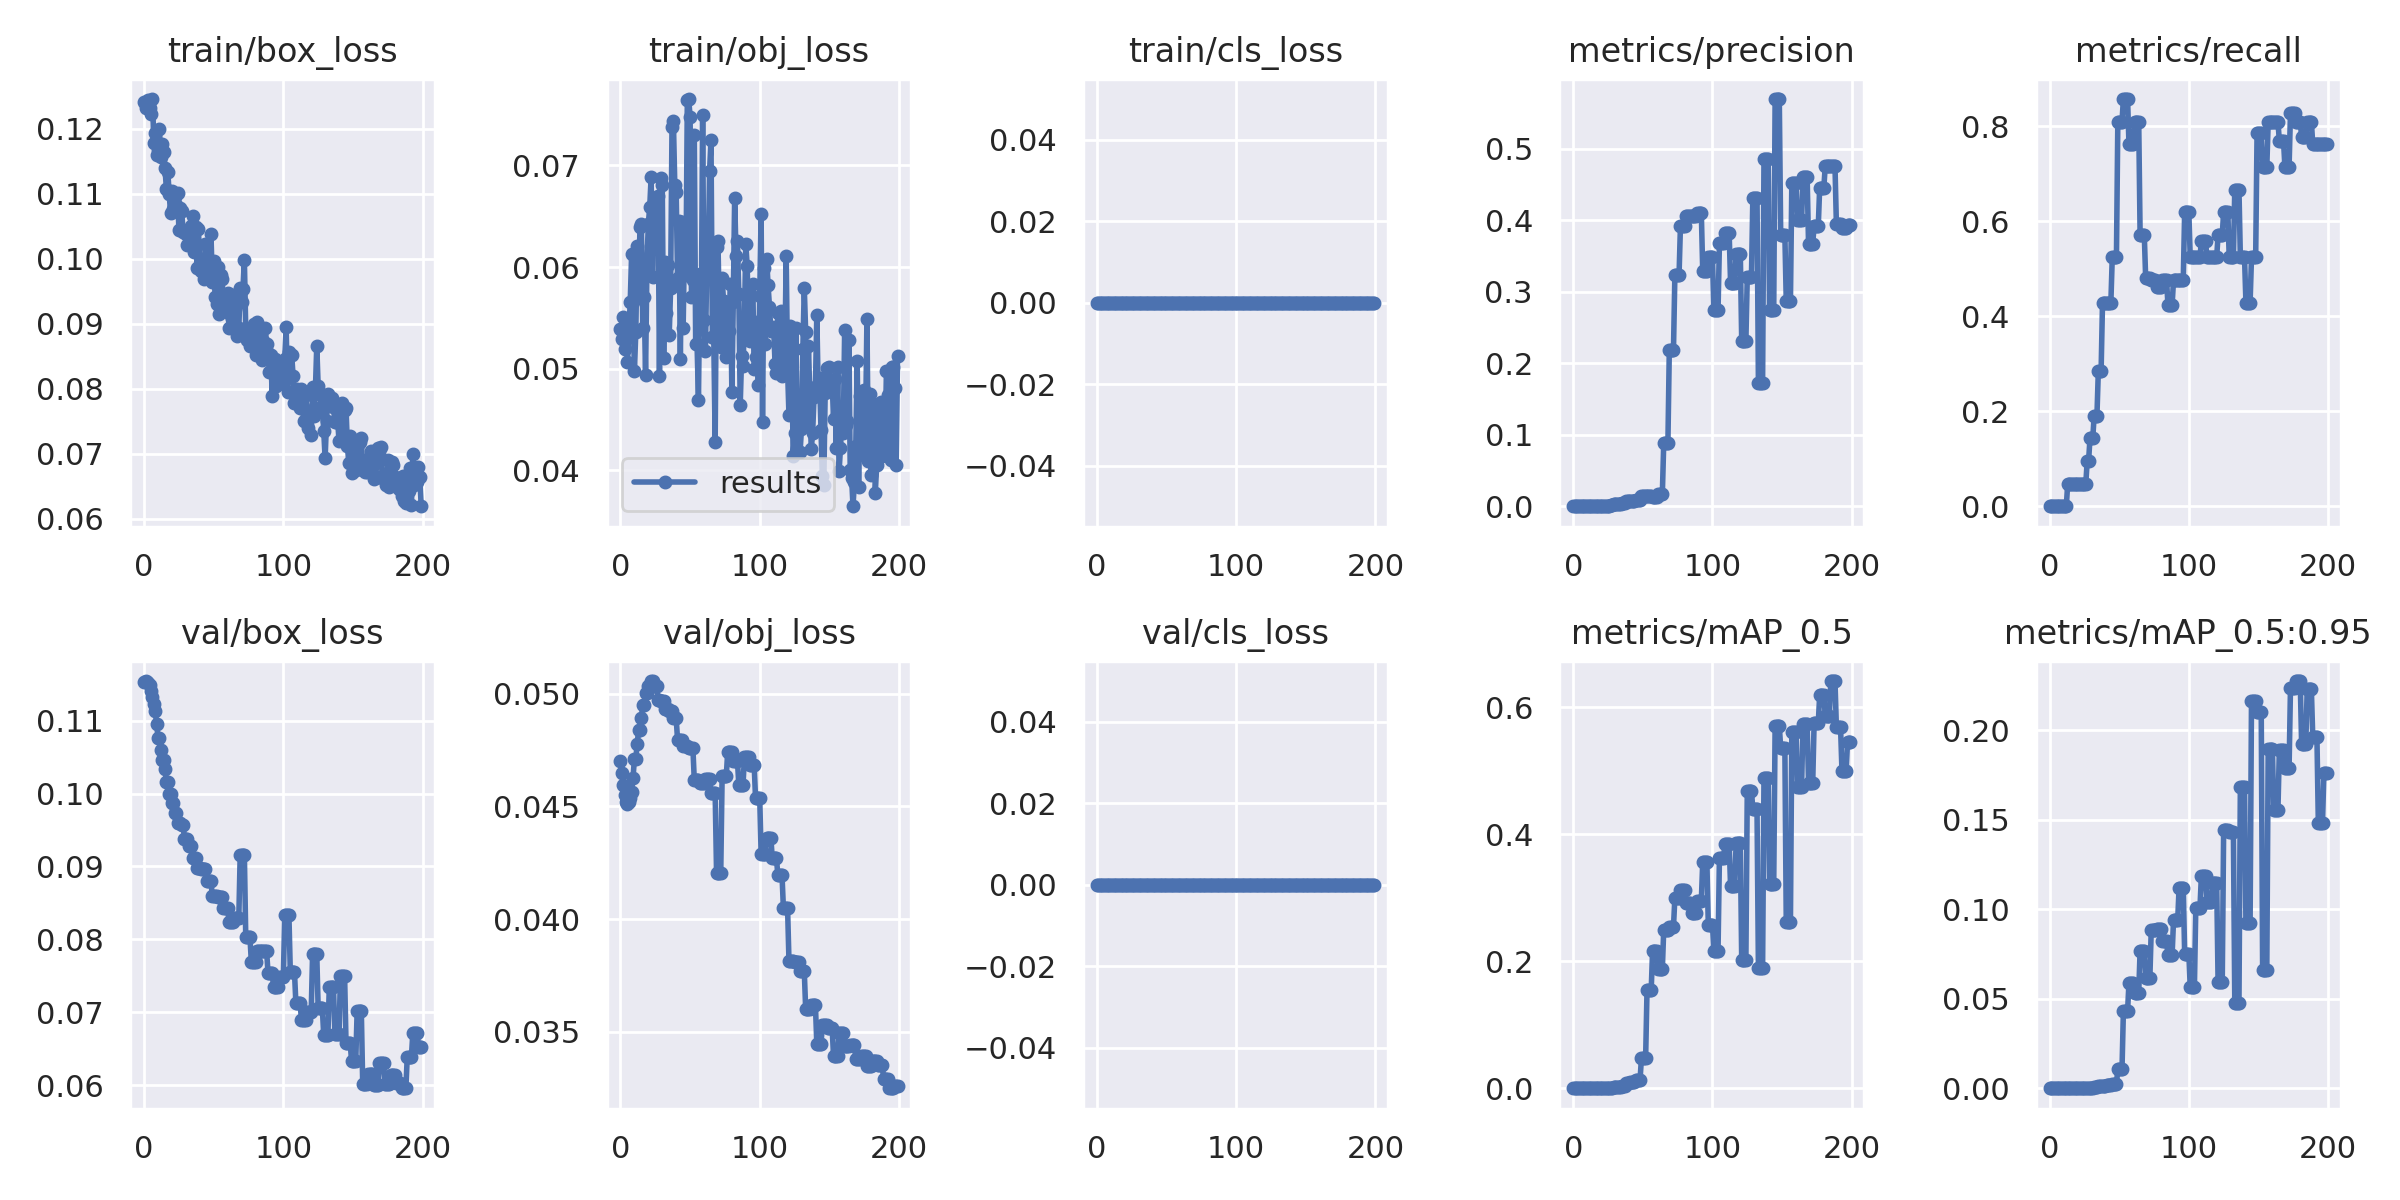 train/box_loss
0.12
0.11
0.10
0.09
0.08
0.07
0.06
0 100 200
train/obj_loss
0.07
0.06
0.05
0.04
results
0 100 200
train/cls_loss
0.04
0.02
0.00
−0.02
−0.04
0 100 200
metrics/precision
0.5
0.4
0.3
0.2
0.1
0.0
0 100 200
metrics/recall
0.8
0.6
0.4
0.2
0.0
0 100 200
val/box_loss
0.11
0.10
0.09
0.08
0.07
0.06
0 100 200
val/obj_loss
0.050
0.045
0.040
0.035
0 100 200
val/cls_loss
0.04
0.02
0.00
−0.02
−0.04
0 100 200
metrics/mAP_0.5
0.6
0.4
0.2
0.0
0 100 200
metrics/mAP_0.5:0.95
0.20
0.15
0.10
0.05
0.00
0 100 200